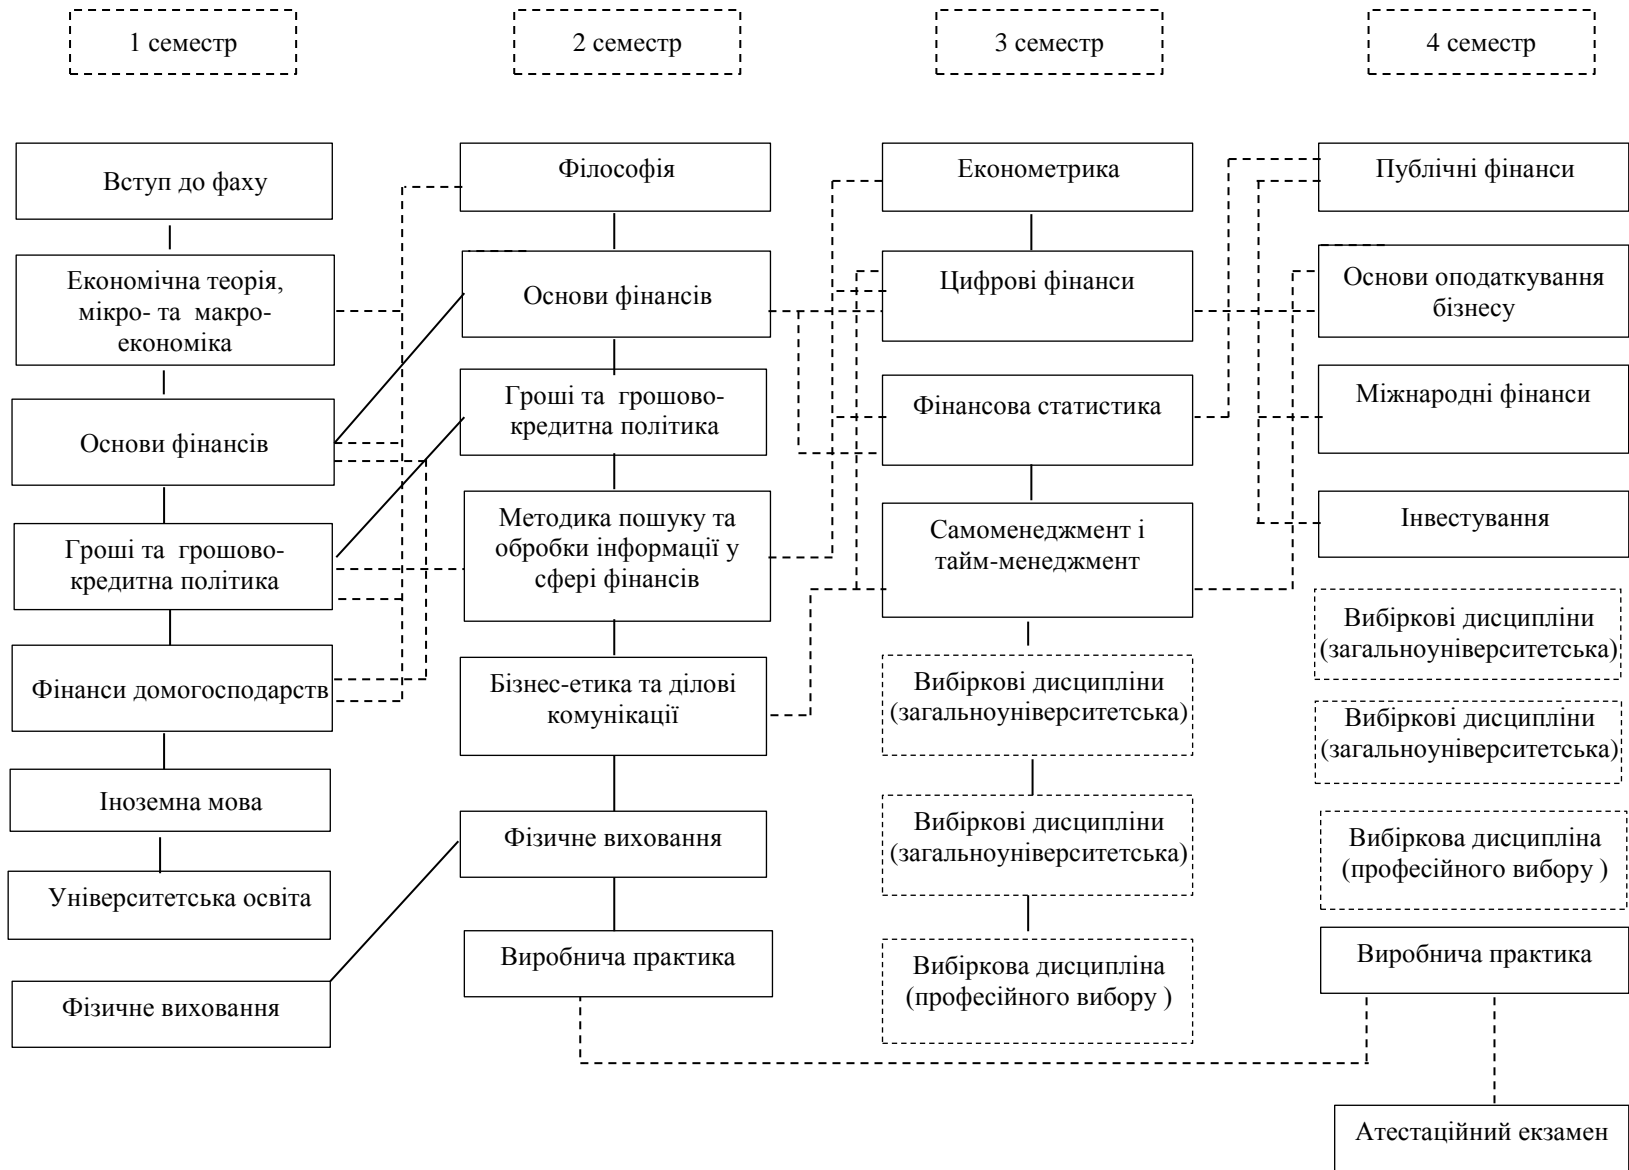 1 семестр
2 семестр
3 семестр
4 семестр
Вступ до фаху
Економічна теорія,
мікро- та макро-
економіка
Основи фінансів
Гроші та грошово-
кредитна політика
Фінанси домогосподарств
Іноземна мова
Університетська освіта
Фізичне виховання
Філософія
Основи фінансів
Гроші та грошово-
кредитна політика
Методика пошуку та
обробки інформації у
сфері фінансів
Бізнес-етика та ділові
комунікації
Фізичне виховання
Виробнича практика
Економетрика
Цифрові фінанси
Фінансова статистика
Самоменеджмент і
тайм-менеджмент
Вибіркові дисципліни
(загальноуніверситетська)
Вибіркові дисципліни
(загальноуніверситетська)
Вибіркова дисципліна
(професійного вибору )
Публічні фінанси
Основи оподаткування
бізнесу
Міжнародні фінанси
Інвестування
Вибіркові дисципліни
(загальноуніверситетська)
Вибіркові дисципліни
(загальноуніверситетська)
Вибіркова дисципліна
(професійного вибору )
Виробнича практика
Атестаційний екзамен